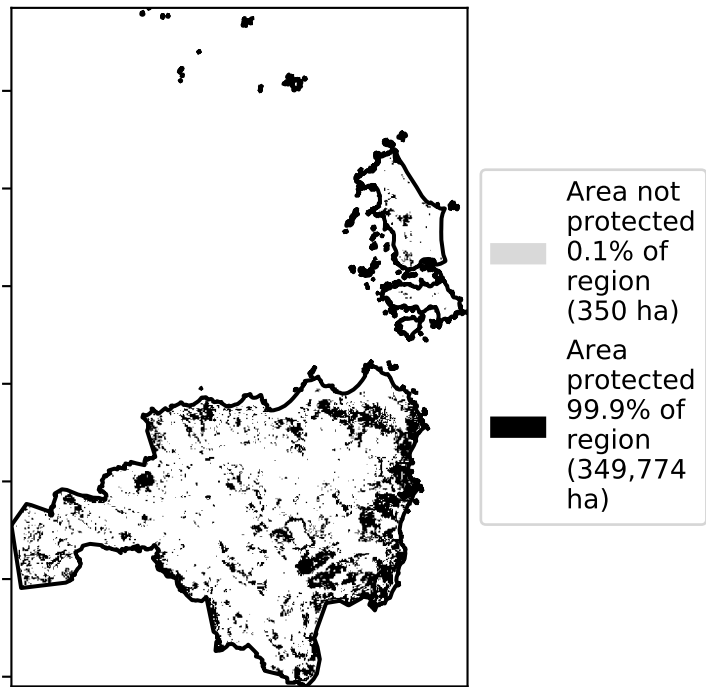 Area not
protected
0.1% of
region
(350 ha)
Area
protected
99.9% of
region
(349,774
ha)